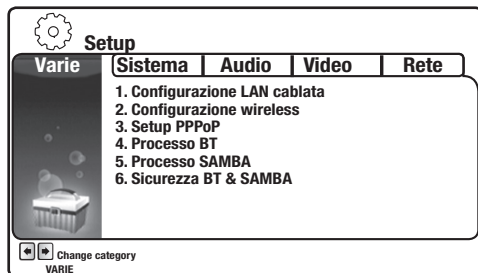 Setup
Varie Sistema Audio Video Rete
1. Configurazione LAN cablata
2. Configurazione wireless
3. Setup PPPoP
4. Processo BT
5. Processo SAMBA
6. Sicurezza BT & SAMBA
Change category
VARIE